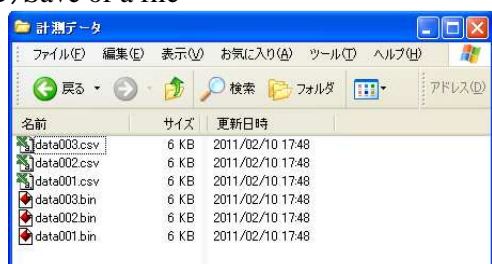 計測データ
ファイル(F) 編集(E) 表示(V) お気に入り(A) ツール(T) ヘルプ(H)
戻る 検索 フォルダ アドレス(D)
名前 サイズ 更新日時
data003.csv 6 KB 2011/02/10 17:48
data002.csv 6 KB 2011/02/10 17:48
data001.csv 6 KB 2011/02/10 17:48
data003.bin 6 KB 2011/02/10 17:48
data002.bin 6 KB 2011/02/10 17:48
data001.bin 6 KB 2011/02/10 17:48